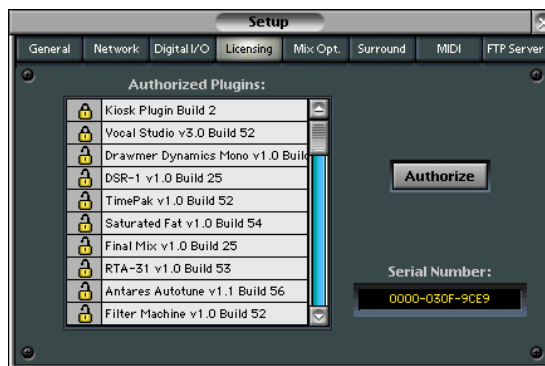 Setup
General Network Digital I/O Licensing Mix Opt. Surround MIDI FTP Server
Authorized Plugins:
Kiosk Plugin Build 2
Vocal Studio v3.0 Build 52
Drawmer Dynamics Mono v1.0 Build
DSR-1 v1.0 Build 25
TimePak v1.0 Build 52
Saturated Fat v1.0 Build 54
Final Mix v1.0 Build 25
RTA-31 v1.0 Build 53
Antares Autotune v1.1 Build 56
Filter Machine v1.0 Build 52
Authorize
Serial Number:
0000-030F-9CE9